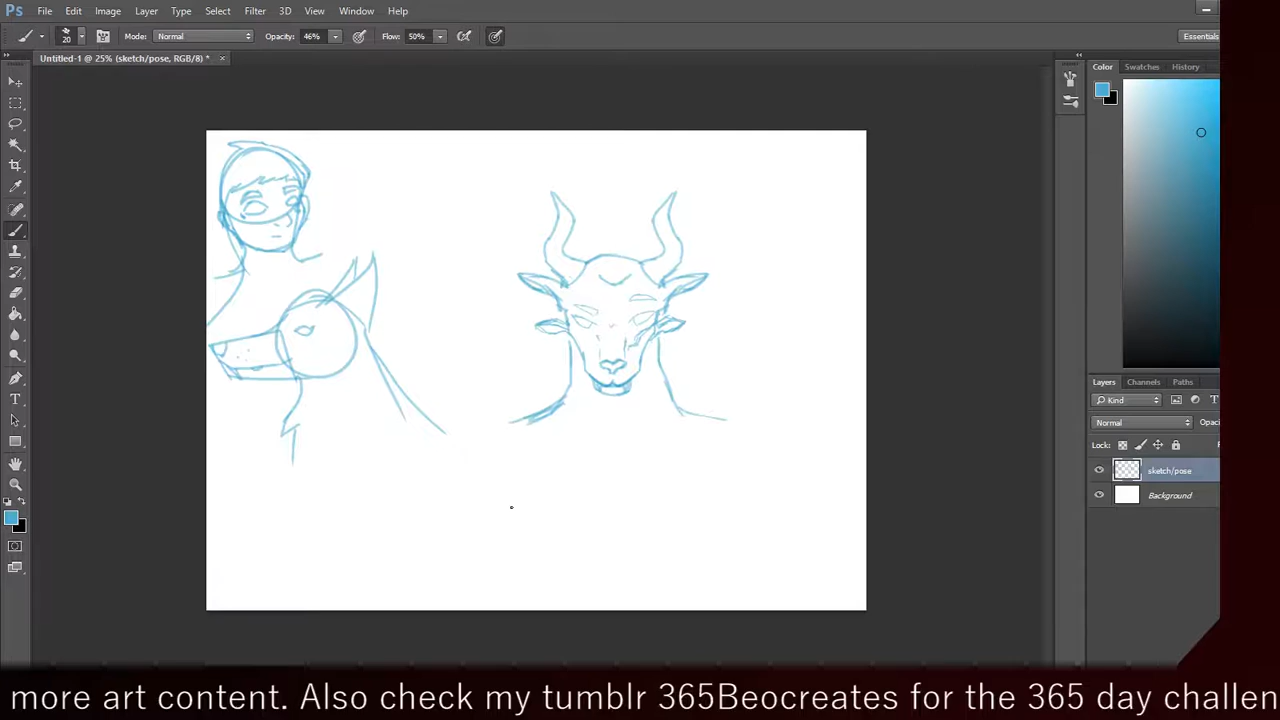 Ps File Edit Image Layer Type Select Filter 3D View Window Help
20 Mode: Normal Opacity: 46% Flow: 50% Essentials
Untitled-1 @ 25% (sketch/pose, RGB/8) * ×
Color Swatches History
Layers Channels Paths
Kind T
Normal Opac
Lock: F
sketch/pose
Background
more art content. Also check my tumblr 365Beocreates for the 365 day challen